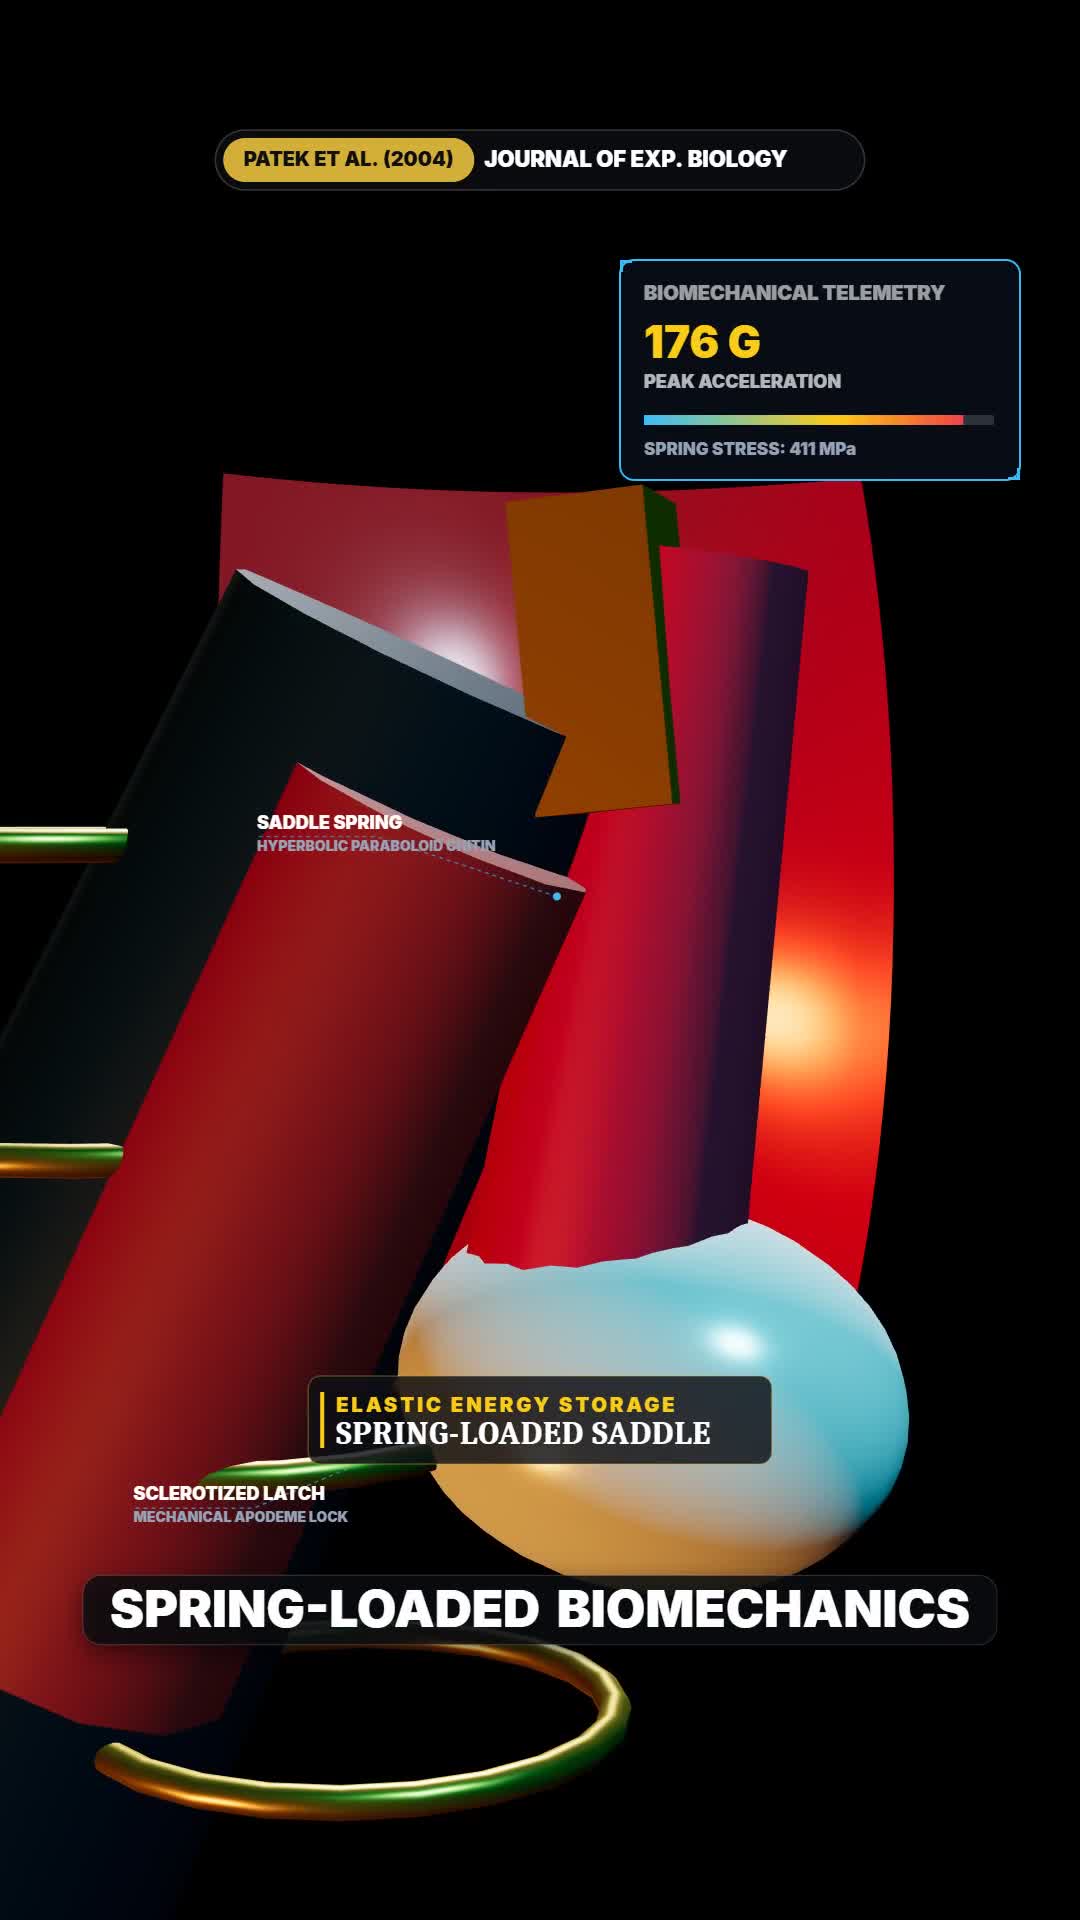 PATEK ET AL. (2004) JOURNAL OF EXP. BIOLOGY
BIOMECHANICAL TELEMETRY
176 G
PEAK ACCELERATION
SPRING STRESS: 411 MPa
SADDLE SPRING
HYPERBOLIC PARABOLOID CHITIN
ELASTIC ENERGY STORAGE
SPRING-LOADED SADDLE
SCLEROTIZED LATCH
MECHANICAL APODEME LOCK
SPRING-LOADED BIOMECHANICS